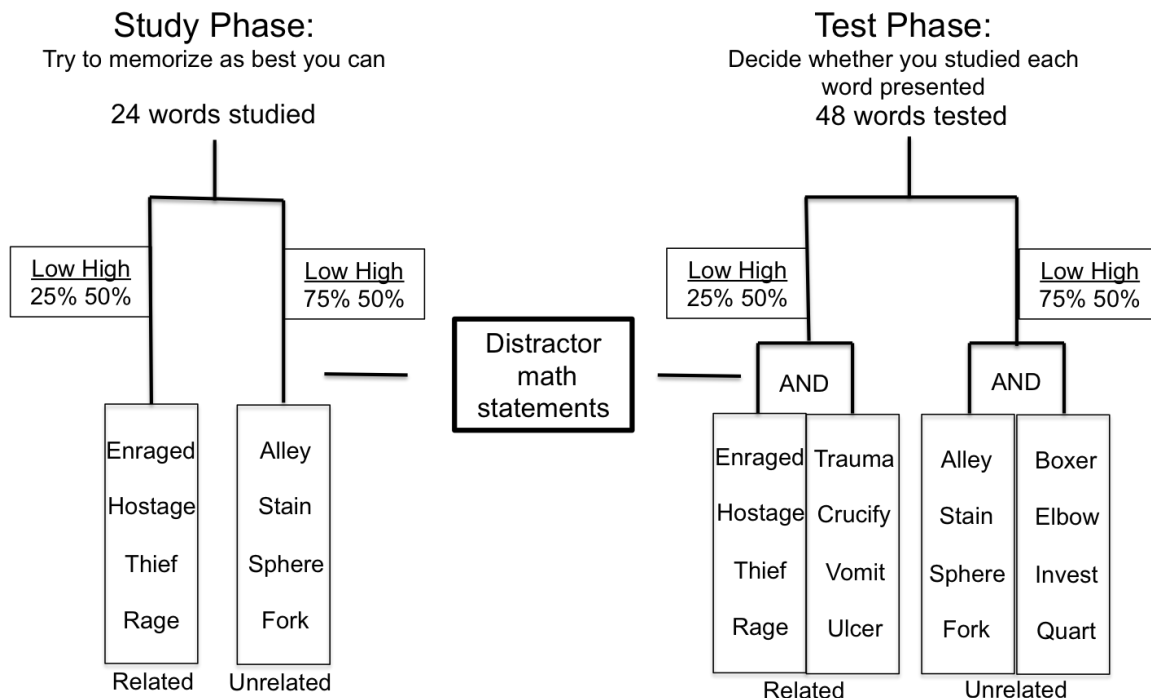 Study Phase:
Try to memorize as best you can
24 words studied
Low High
25% 50%
Low High
75% 50%
Enraged
Hostage
Thief
Rage
Related
Alley
Stain
Sphere
Fork
Unrelated
Distractor
math
statements
Test Phase:
Decide whether you studied each
word presented
48 words tested
Low High
25% 50%
Low High
75% 50%
AND
AND
Enraged
Hostage
Thief
Rage
Trauma
Crucify
Vomit
Ulcer
Related
Alley
Stain
Sphere
Fork
Boxer
Elbow
Invest
Quart
Unrelated